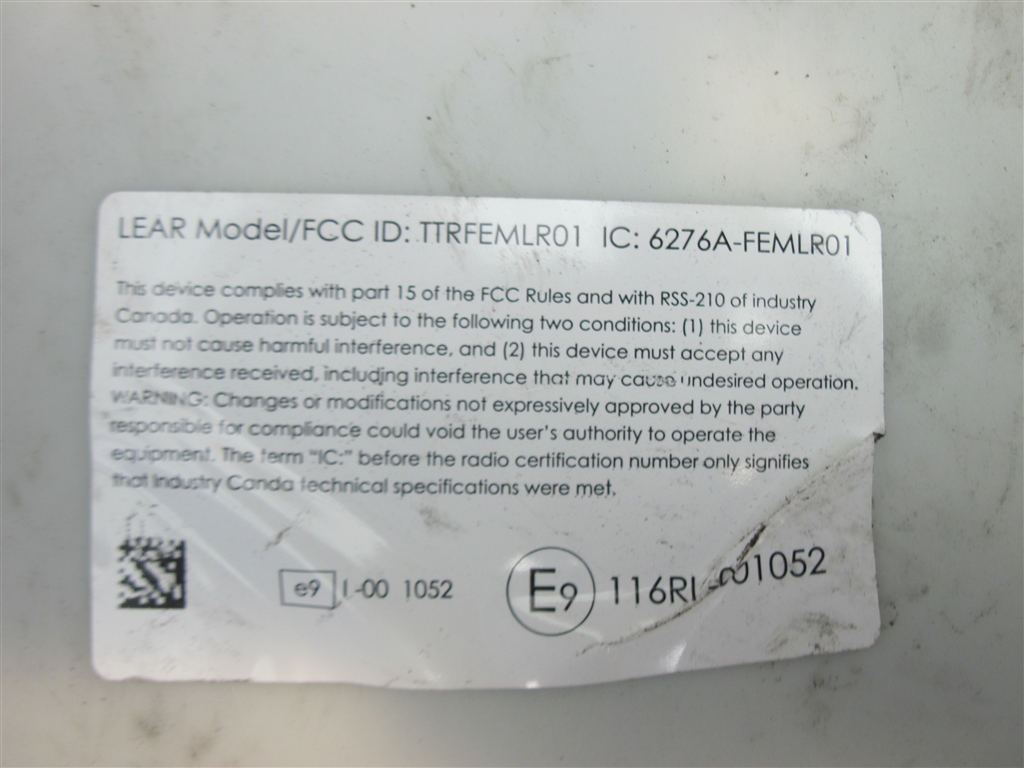 LEAR Model/FCC ID: TTRFEMLR01 IC: 6276A-FEMLR01
This device complies with part 15 of the FCC Rules and with RSS-210 of industry
Canada. Operation is subject to the following two conditions: (1) this device
must not cause harmful interference, and (2) this device must accept any
interference received, including interference that may cause undesired operation.
WARNING: Changes or modifications not expressively approved by the party
responsible for compliance could void the user's authority to operate the
equipment. The term "IC:" before the radio certification number only signifies
that Industry Canda technical specifications were met.
e9 I-00 1052 E9 116RI-001052